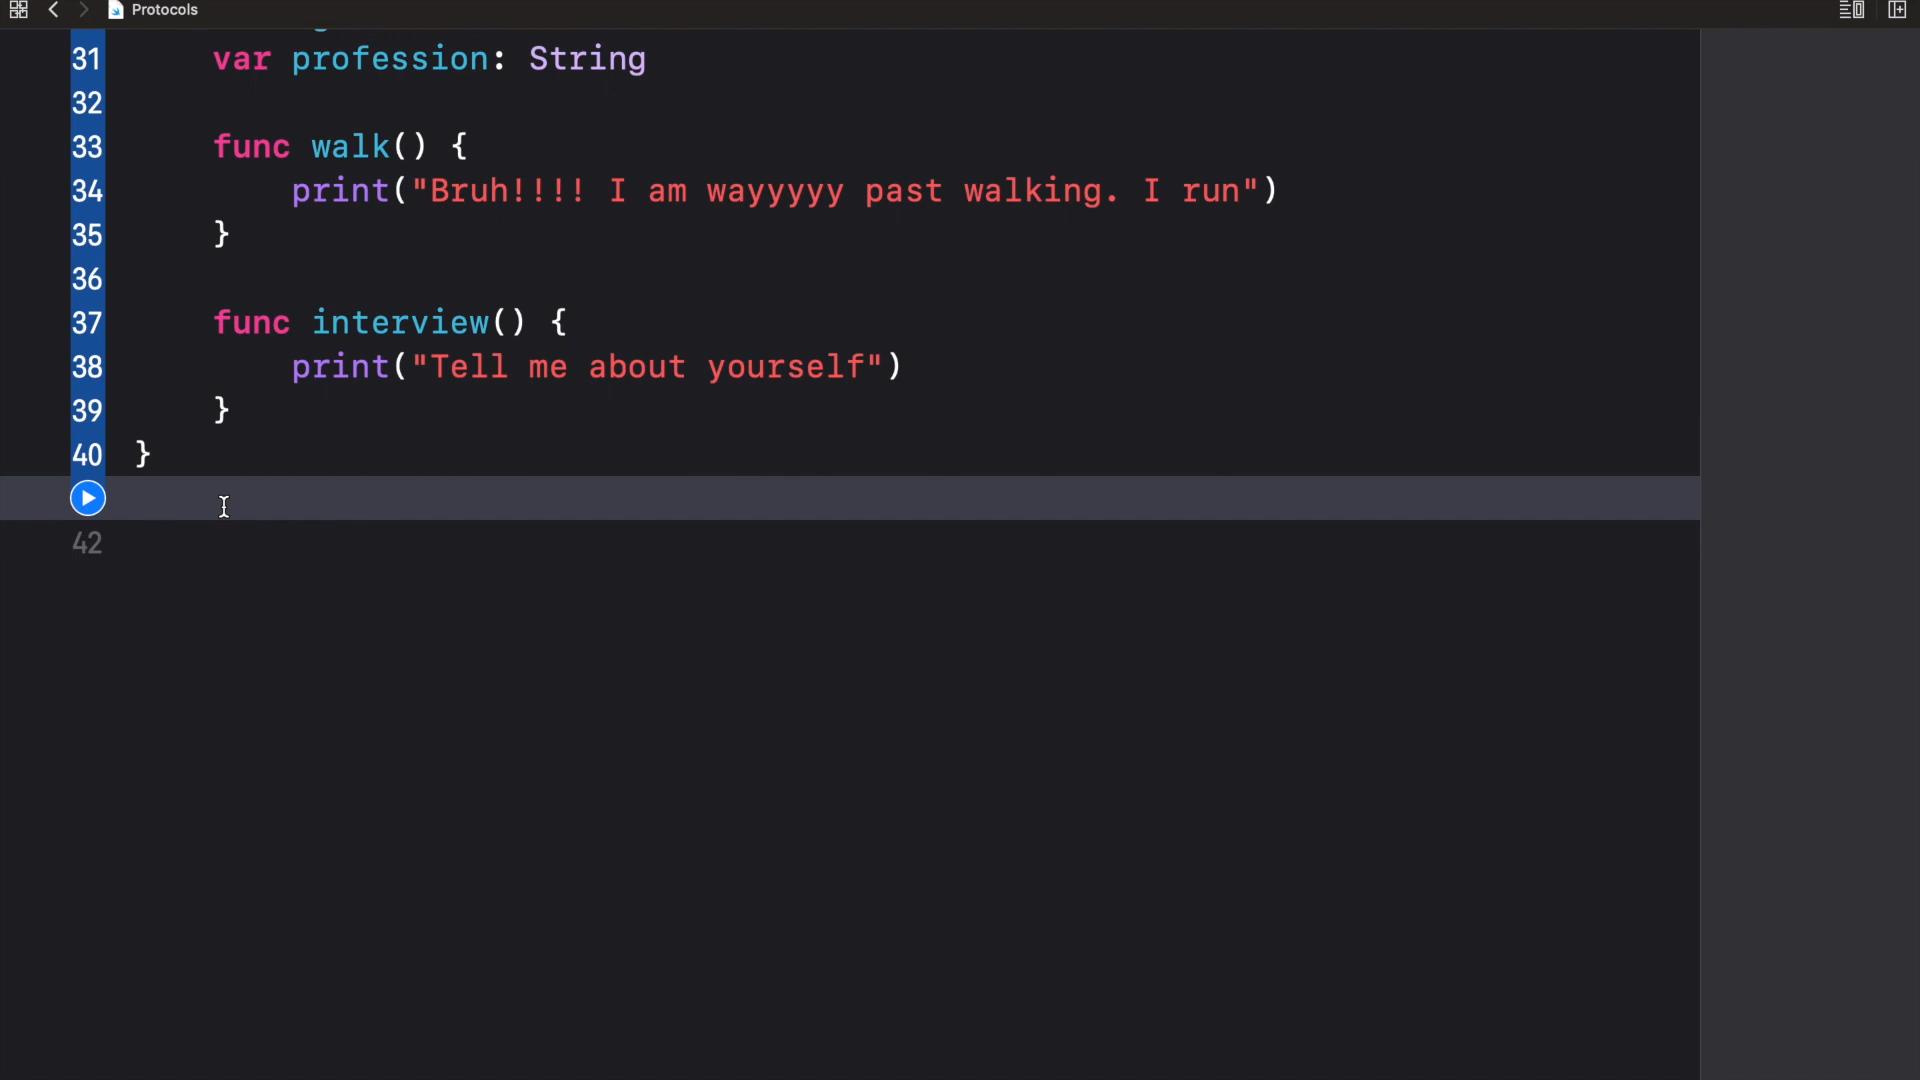 Protocols
31 var profession: String
32
33 func walk() {
34 print("Bruh!!!! I am wayyyyy past walking. I run")
35 }
36
37 func interview() {
38 print("Tell me about yourself")
39 }
40 }
42